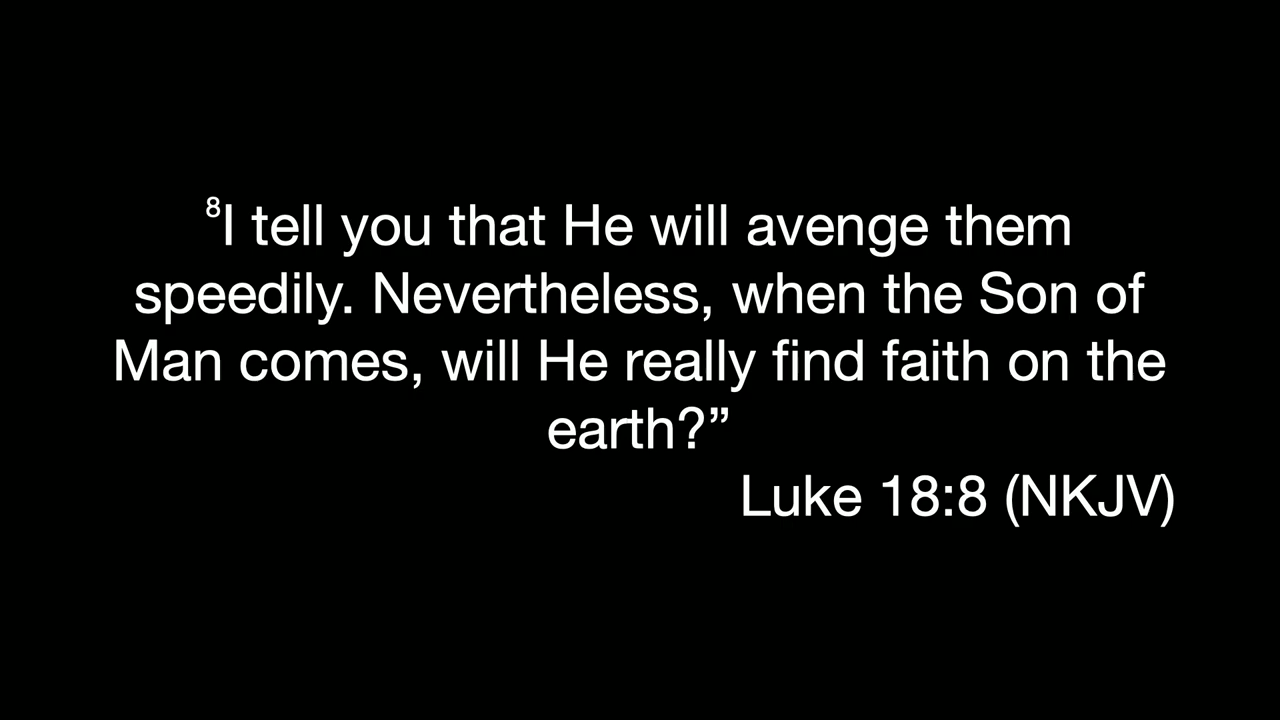 ⁸I tell you that He will avenge them
speedily. Nevertheless, when the Son of
Man comes, will He really find faith on the
earth?”
Luke 18:8 (NKJV)